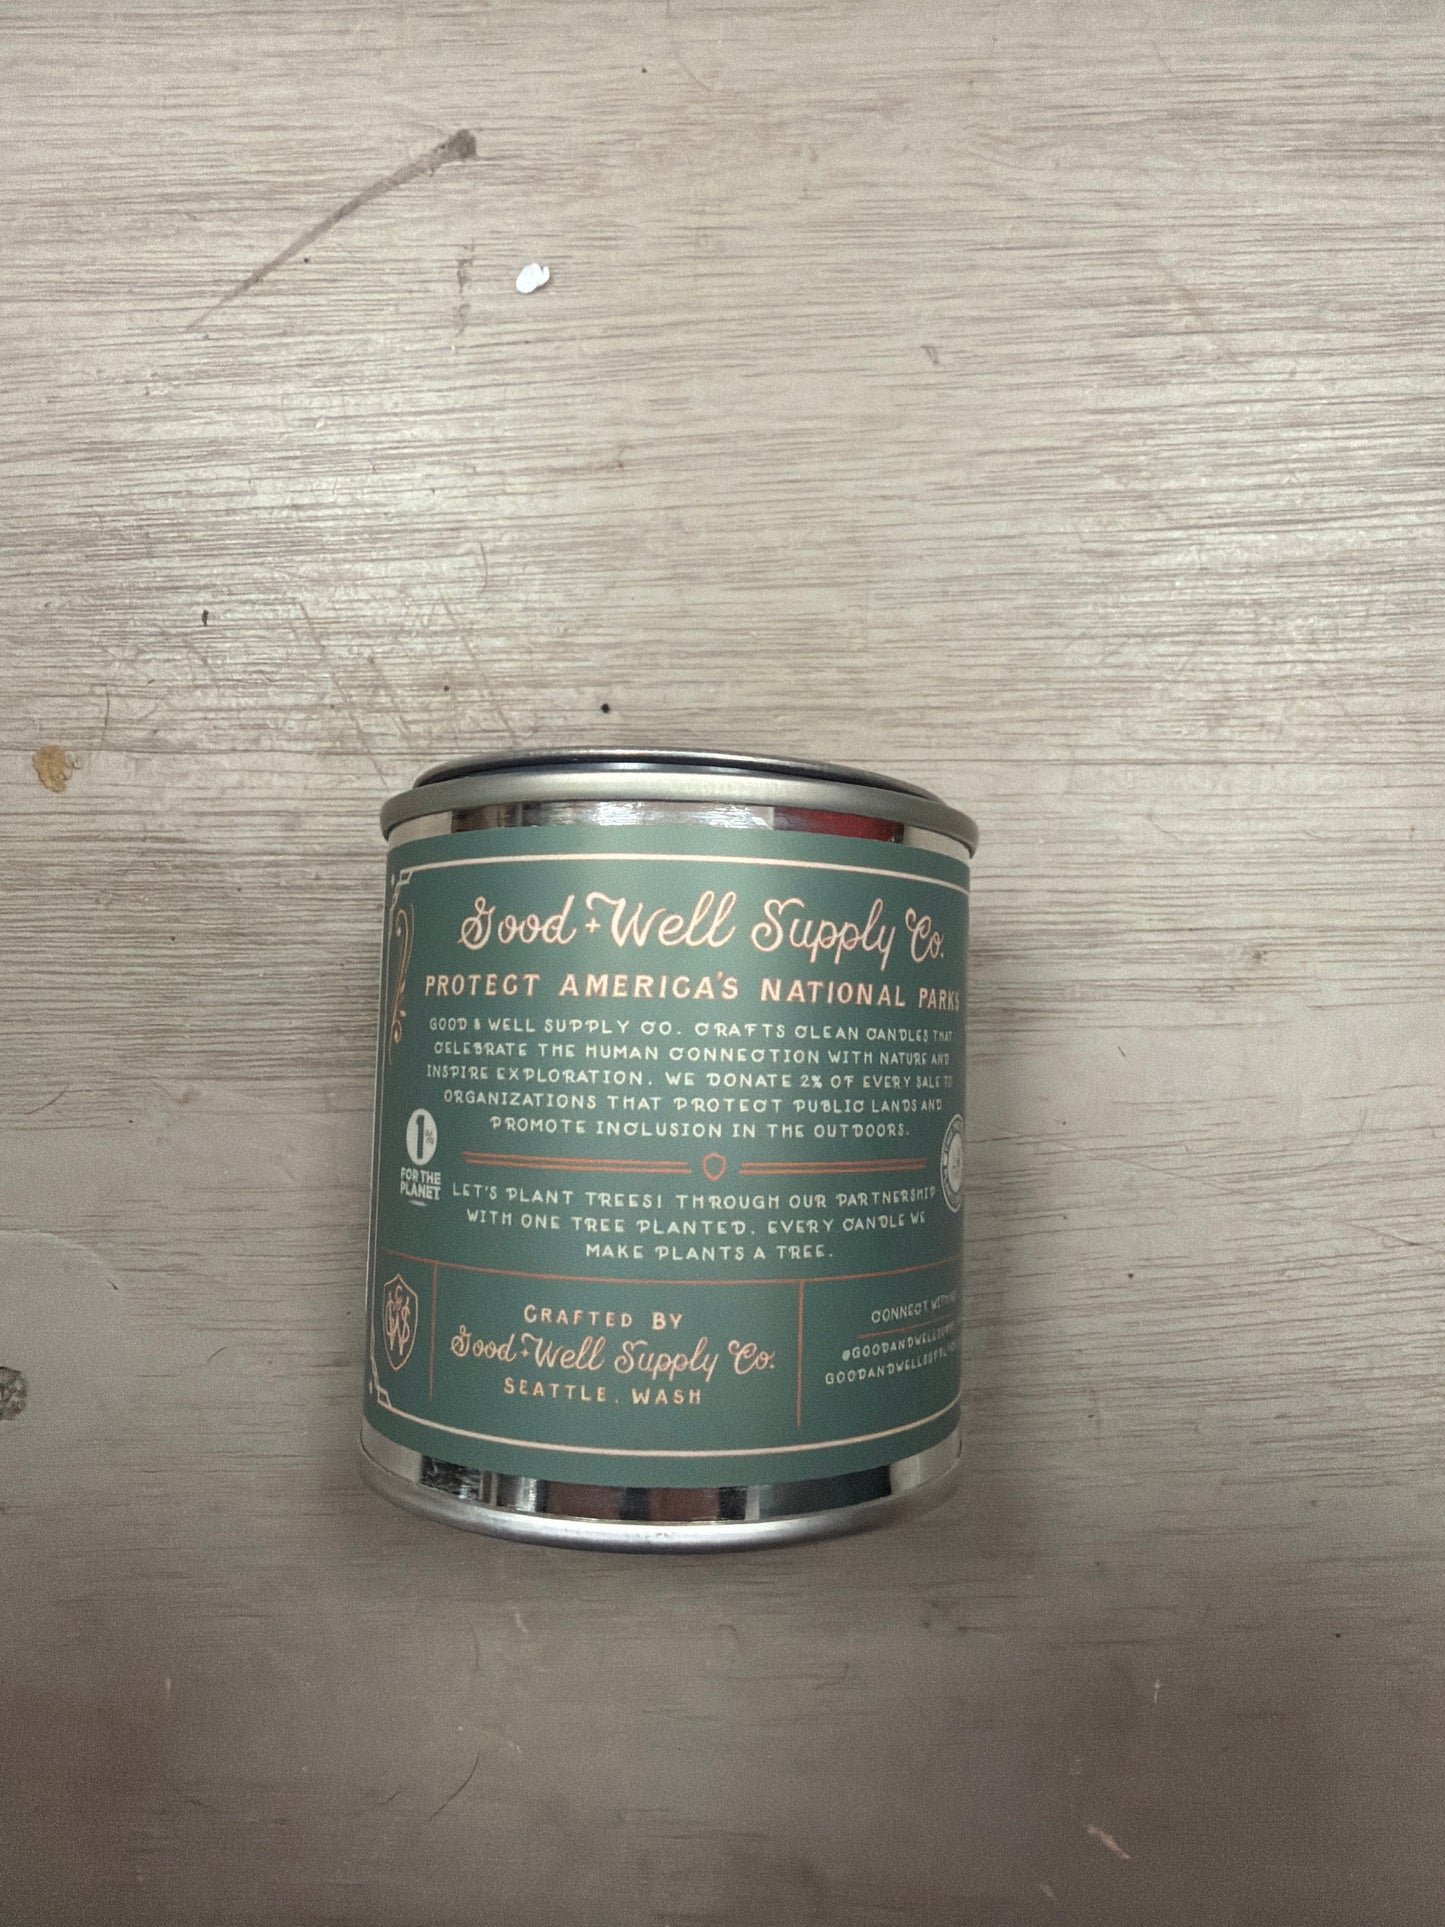 Good + Well Supply Co.
PROTECT AMERICA'S NATIONAL PARKS
GOOD & WELL SUPPLY CO. CRAFTS CLEAN CANDLES THAT
CELEBRATE THE HUMAN CONNECTION WITH NATURE AND
INSPIRE EXPLORATION. WE DONATE 2% OF EVERY SALE TO
ORGANIZATIONS THAT PROTECT PUBLIC LANDS AND
PROMOTE INCLUSION IN THE OUTDOORS.
1%
FOR THE
PLANET
LET'S PLANT TREES! THROUGH OUR PARTNERSHIP
WITH ONE TREE PLANTED, EVERY CANDLE WE
MAKE PLANTS A TREE.
CRAFTED BY
Good + Well Supply Co.
SEATTLE, WASH
CONNECT WITH